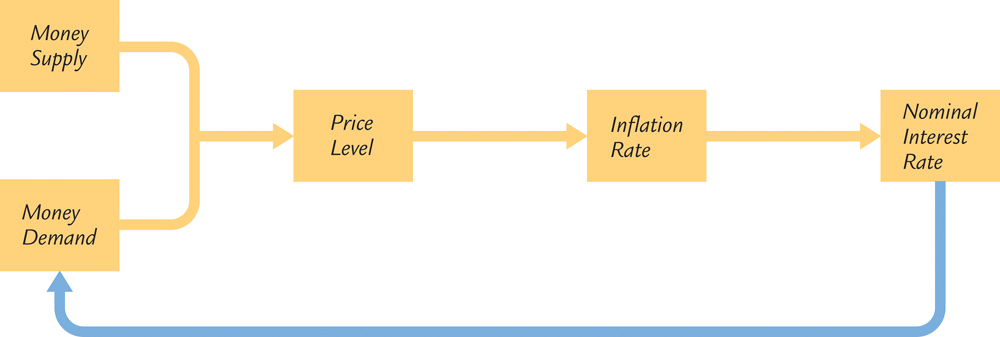 Money
Supply
Money
Demand
Price
Level
Inflation
Rate
Nominal
Interest
Rate